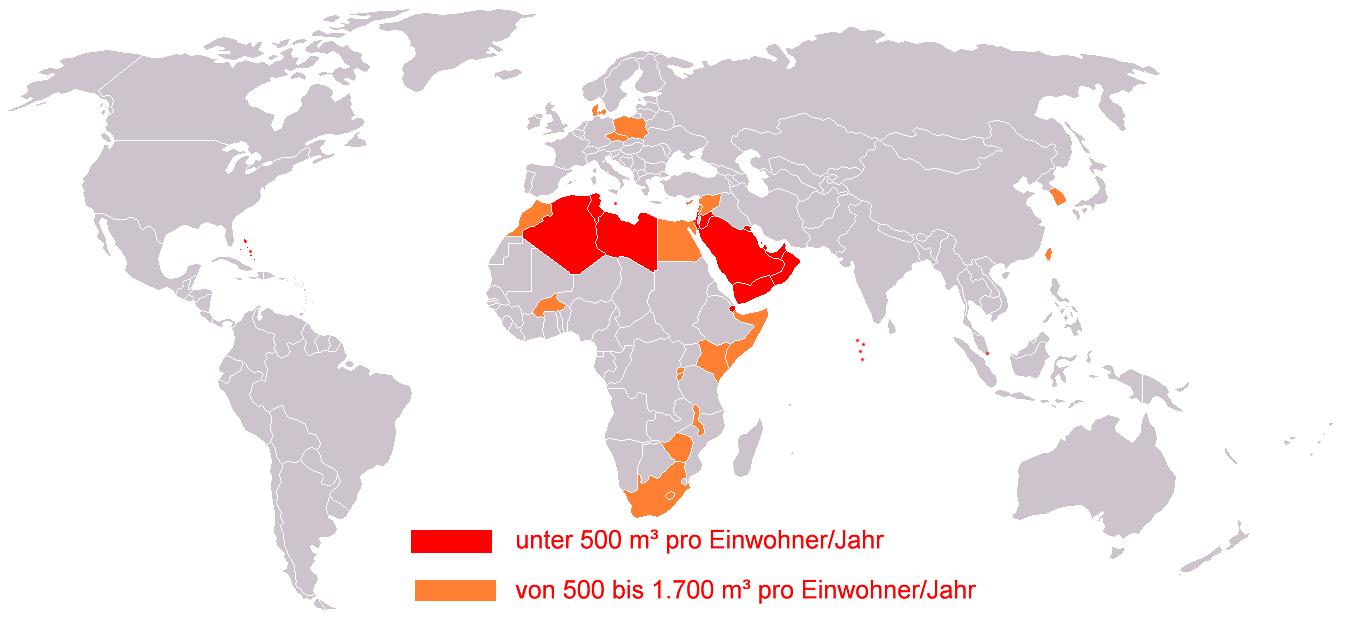 unter 500 m³ pro Einwohner/Jahr
von 500 bis 1.700 m³ pro Einwohner/Jahr